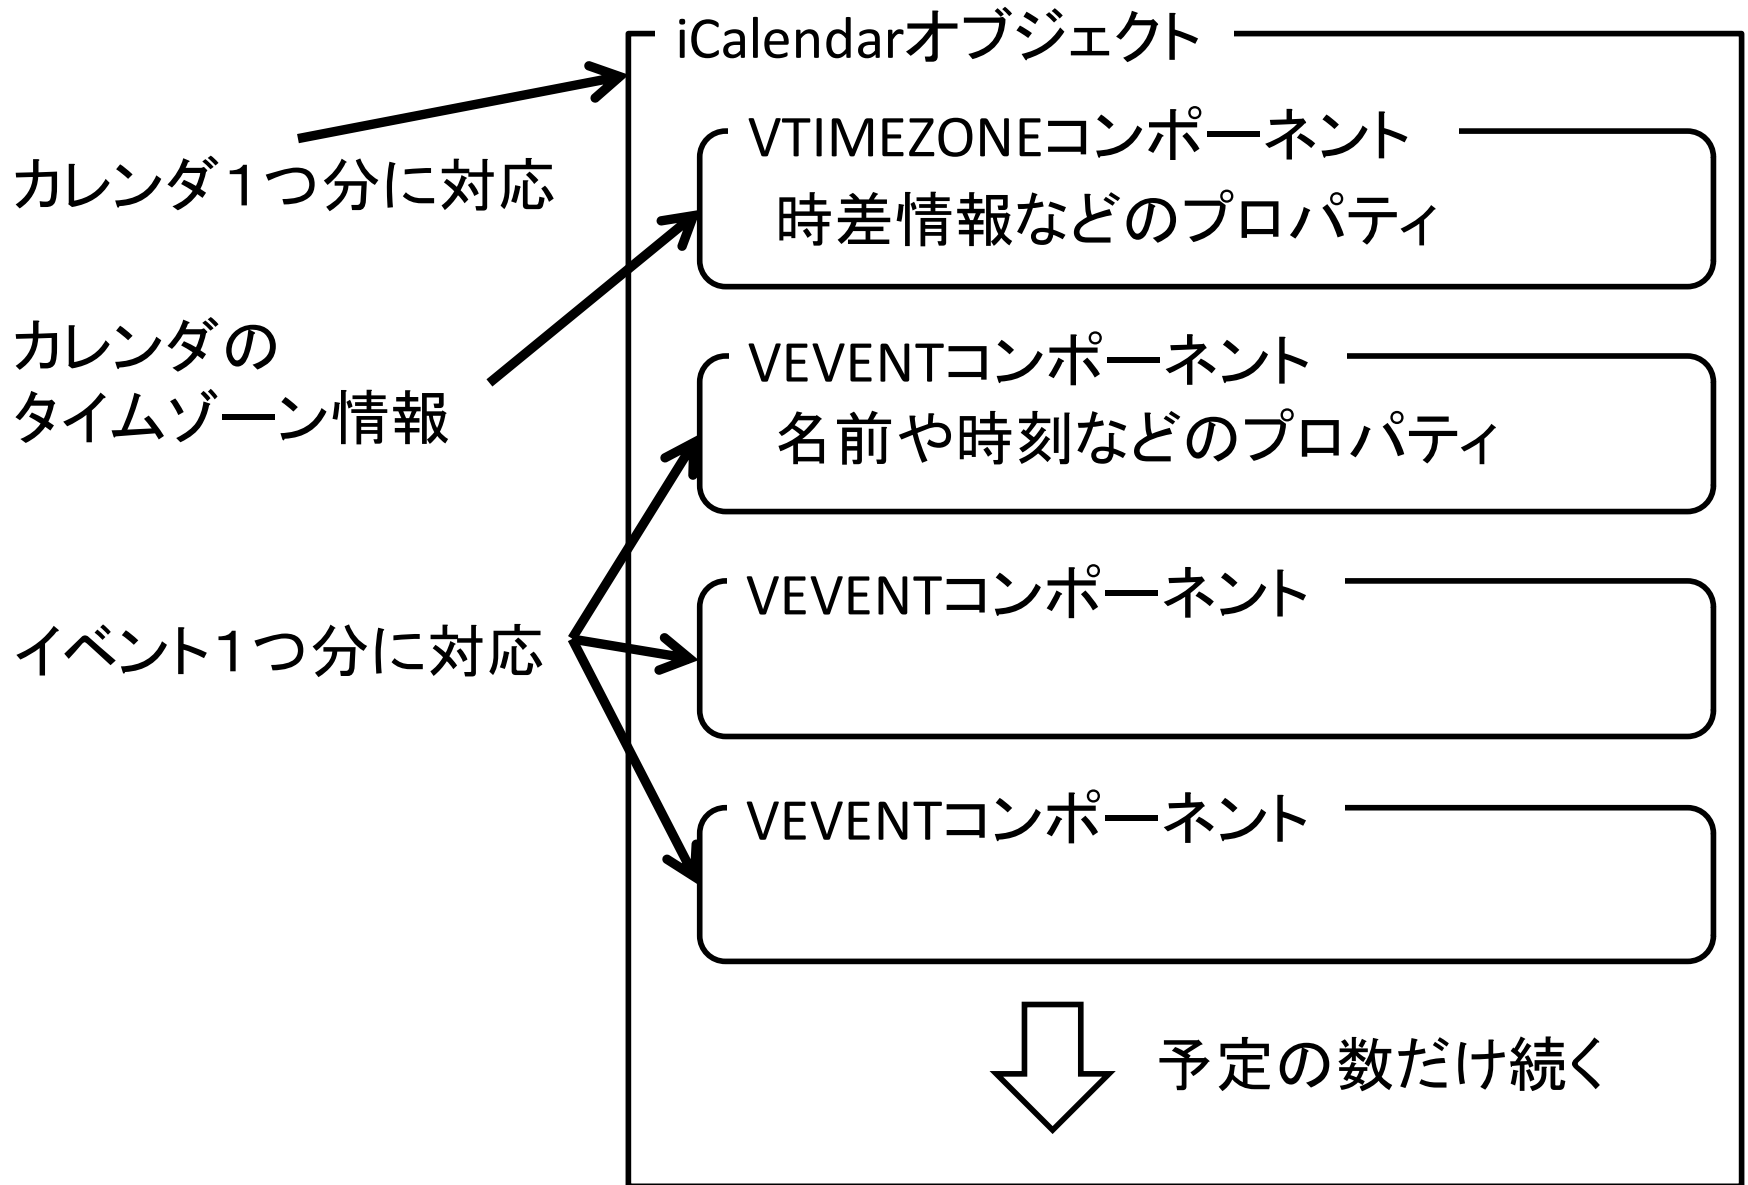 iCalendarオブジェクト
カレンダ１つ分に対応
VTIMEZONEコンポーネント
時差情報などのプロパティ
カレンダの
タイムゾーン情報
VEVENTコンポーネント
名前や時刻などのプロパティ
イベント１つ分に対応
VEVENTコンポーネント
VEVENTコンポーネント
予定の数だけ続く